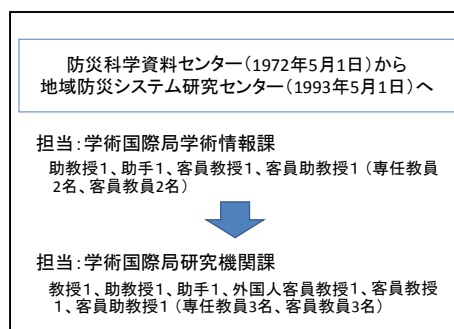 防災科学資料センター（1972年5月1日）から
地域防災システム研究センター（1993年5月1日）へ
担当：学術国際局学術情報課
助教授1、助手1、客員教授1、客員助教授1 （専任教員
2名、客員教員2名）
担当：学術国際局研究機関課
教授1、助教授1、助手1、外国人客員教授1、客員教授
1、客員助教授1 （専任教員3名、客員教員3名）